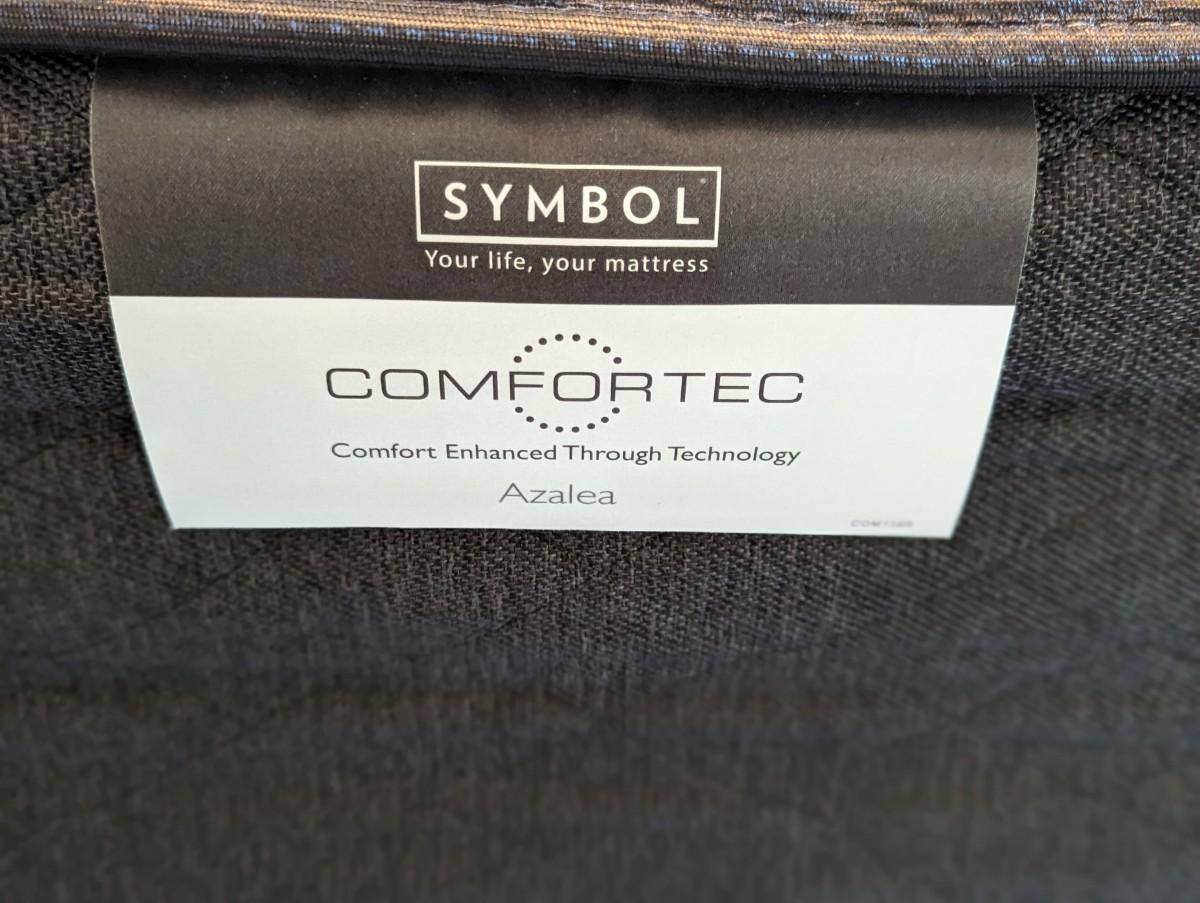 SYMBOL
Your life, your mattress
COMFORTEC
Comfort Enhanced Through Technology
Azalea